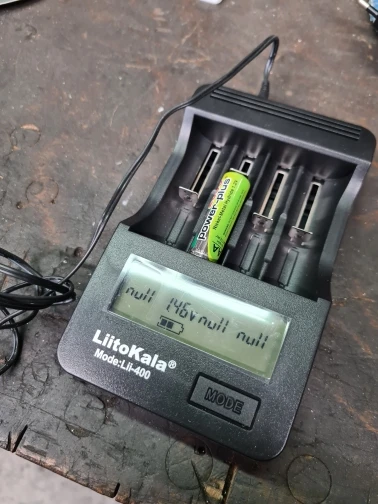 power-plus
null 1.46V null null
LiitoKala®
Mode:Lii-400
MODE